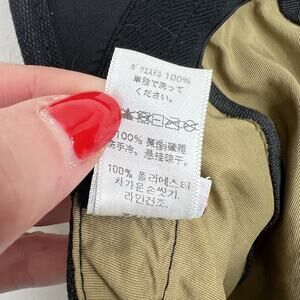 ポリエステル 100%
単独で洗って
ください。
100% 聚酯纖維
洗手冷。悬挂晾干。
100% 폴리에스터
차가운손씻기.
라인건조.